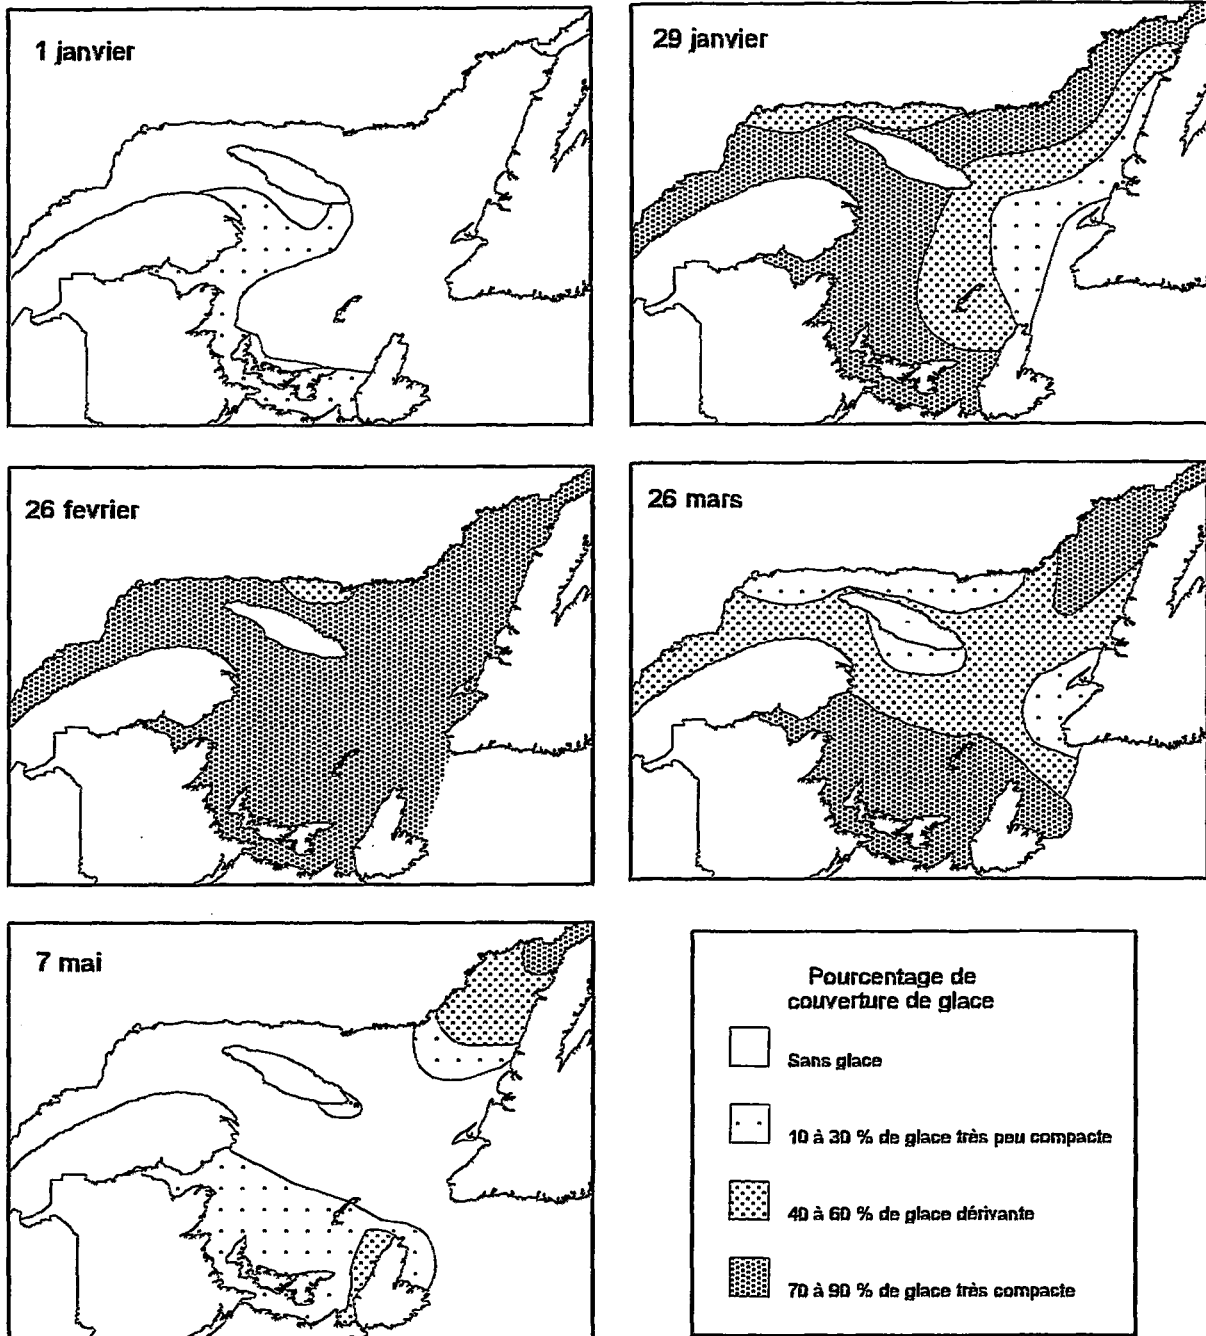 1 janvier
29 janvier
26 fevrier
26 mars
7 mai
Pourcentage de
couverture de glace
Sans glace
10 à 30 % de glace très peu compacte
40 à 60 % de glace dérivante
70 à 90 % de glace très compacte